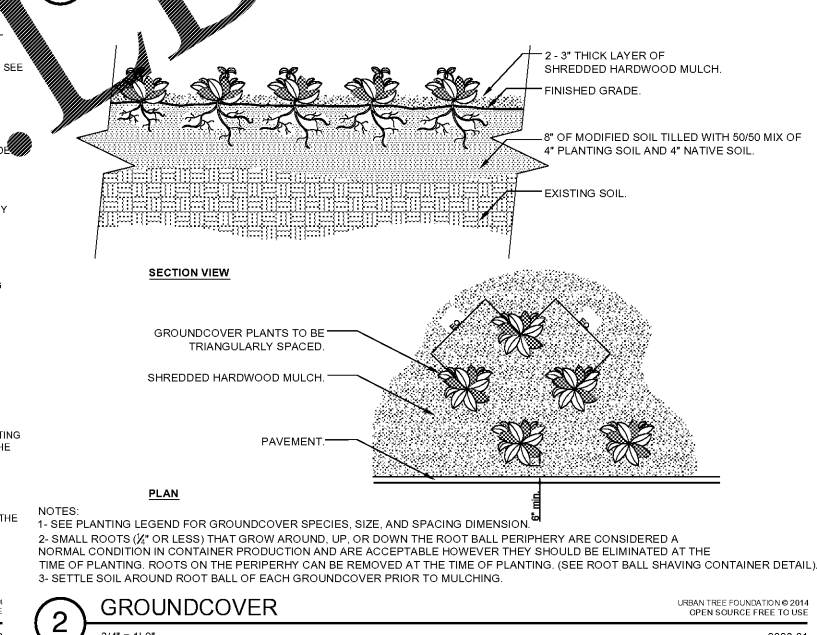 SEE
2 - 3" THICK LAYER OF
SHREDDED HARDWOOD MULCH.
FINISHED GRADE.
8" OF MODIFIED SOIL TILLED WITH 50/50 MIX OF
4" PLANTING SOIL AND 4" NATIVE SOIL.
EXISTING SOIL.
SECTION VIEW
EQ
EQ
GROUNDCOVER PLANTS TO BE
TRIANGULARLY SPACED.
SHREDDED HARDWOOD MULCH.
PAVEMENT.
6" min.
PLAN
NOTES:
1- SEE PLANTING LEGEND FOR GROUNDCOVER SPECIES, SIZE, AND SPACING DIMENSION.
2- SMALL ROOTS (¼" OR LESS) THAT GROW AROUND, UP, OR DOWN THE ROOT BALL PERIPHERY ARE CONSIDERED A
NORMAL CONDITION IN CONTAINER PRODUCTION AND ARE ACCEPTABLE HOWEVER THEY SHOULD BE ELIMINATED AT THE
TIME OF PLANTING. ROOTS ON THE PERIPERHY CAN BE REMOVED AT THE TIME OF PLANTING. (SEE ROOT BALL SHAVING CONTAINER DETAIL).
3- SETTLE SOIL AROUND ROOT BALL OF EACH GROUNDCOVER PRIOR TO MULCHING.
THE
2
GROUNDCOVER
URBAN TREE FOUNDATION © 2014
OPEN SOURCE FREE TO USE